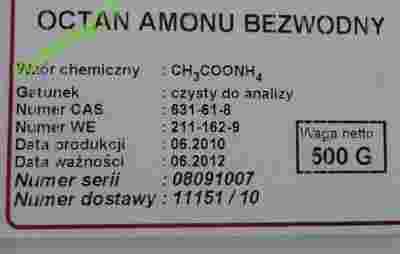 OCTAN AMONU BEZWODNY
Wzór chemiczny : CH₃COONH₄
Gatunek : czysty do analizy
Numer CAS : 631-61-8
Numer WE : 211-162-9
Data produkcji : 06.2010
Data ważności : 06.2012
Numer serii : 08091007
Numer dostawy : 11151 / 10
Waga netto
500 G